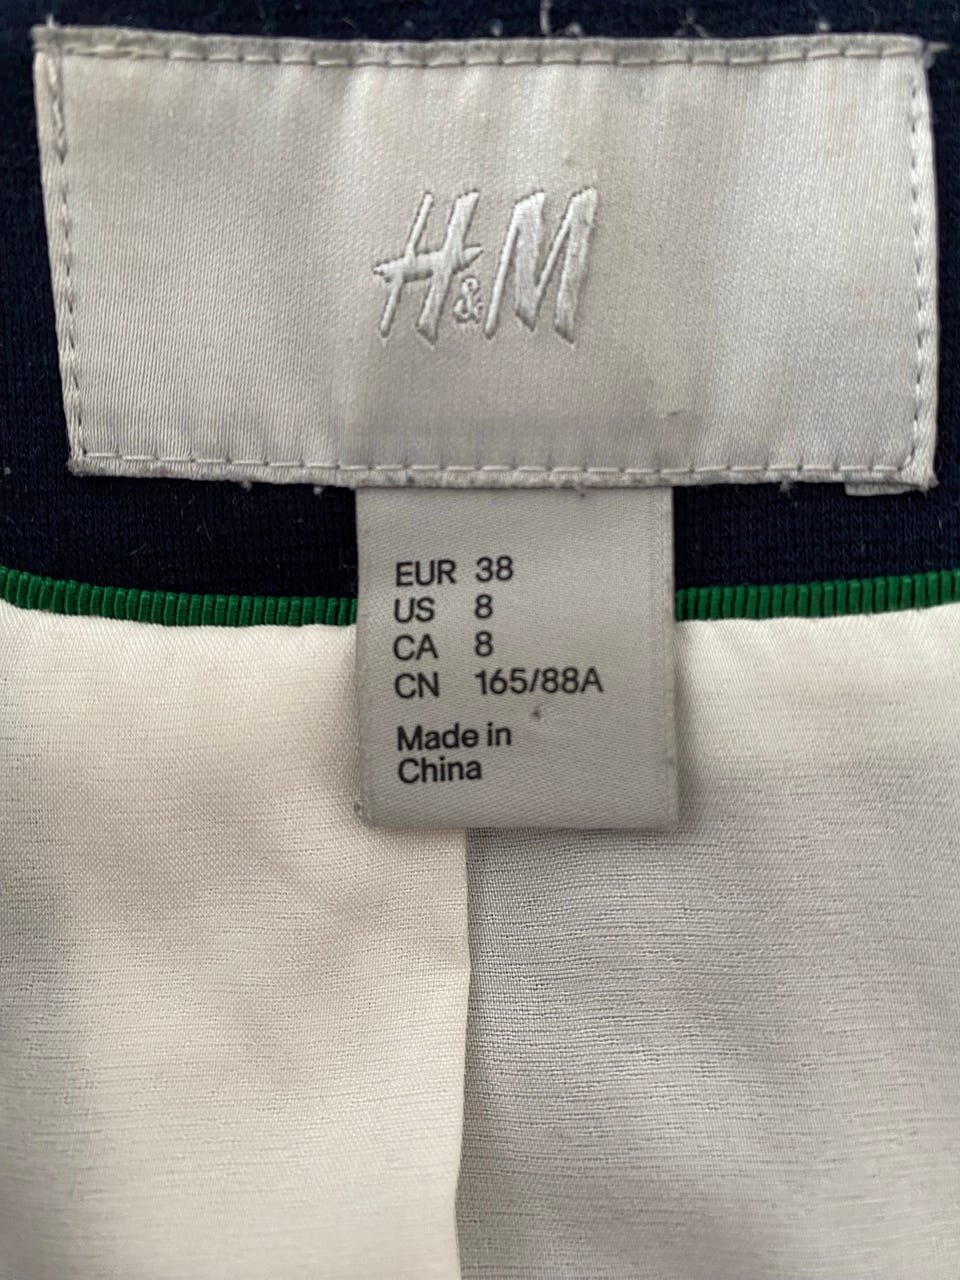 H&M
EUR 38
US 8
CA 8
CN 165/88A
Made in
China